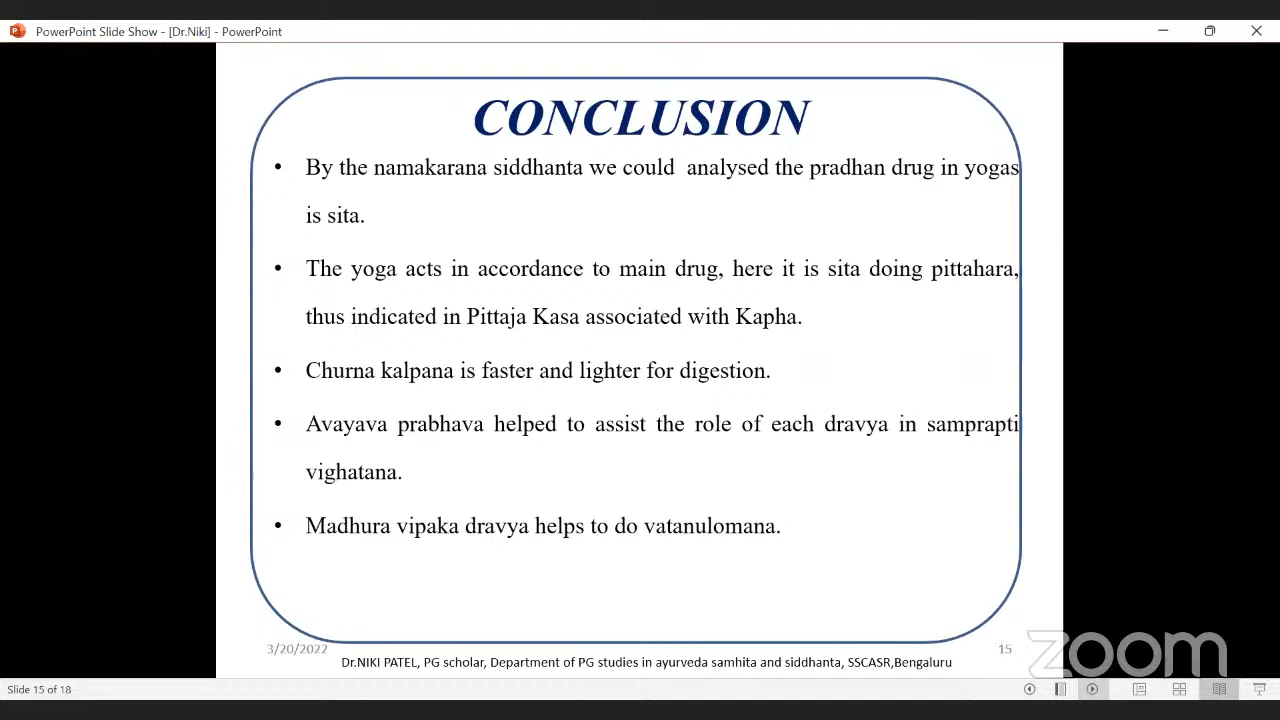 PowerPoint Slide Show - [Dr.Niki] - PowerPoint
CONCLUSION
• By the namakarana siddhanta we could analysed the pradhan drug in yogas
is sita.
• The yoga acts in accordance to main drug, here it is sita doing pittahara,
thus indicated in Pittaja Kasa associated with Kapha.
• Churna kalpana is faster and lighter for digestion.
• Avayava prabhava helped to assist the role of each dravya in samprapti
vighatana.
• Madhura vipaka dravya helps to do vatanulomana.
3/20/2022
Dr.NIKI PATEL, PG scholar, Department of PG studies in ayurveda samhita and siddhanta, SSCASR,Bengaluru
15
zoom
Slide 15 of 18